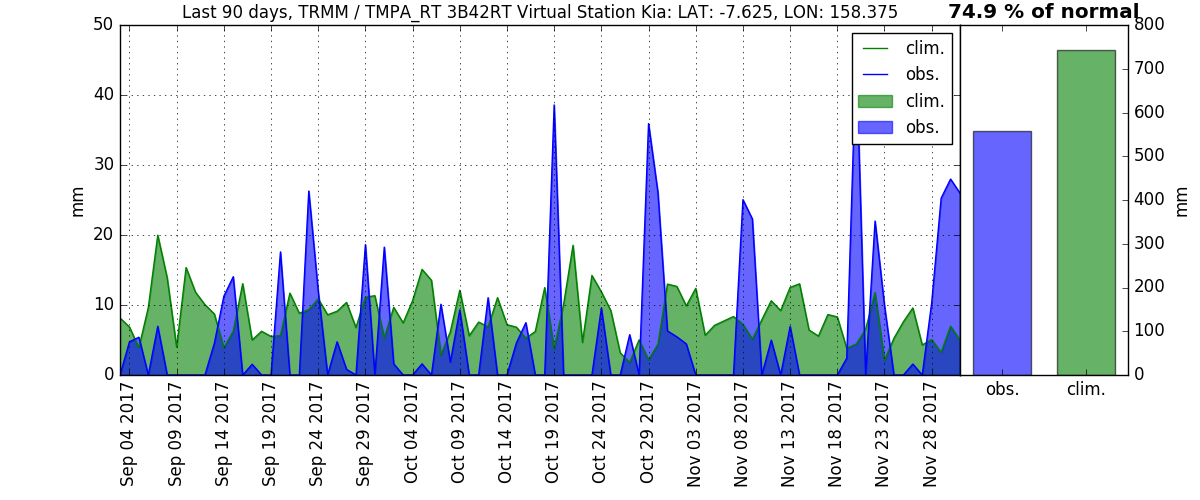 Last 90 days, TRMM / TMPA_RT 3B42RT Virtual Station Kia: LAT: -7.625, LON: 158.375
74.9 % of normal
50
40
30
20
10
0
mm
clim.
obs.
clim.
obs.
800
700
600
500
400
300
200
100
0
mm
Sep 04 2017
Sep 09 2017
Sep 14 2017
Sep 19 2017
Sep 24 2017
Sep 29 2017
Oct 04 2017
Oct 09 2017
Oct 14 2017
Oct 19 2017
Oct 24 2017
Oct 29 2017
Nov 03 2017
Nov 08 2017
Nov 13 2017
Nov 18 2017
Nov 23 2017
Nov 28 2017
obs.
clim.